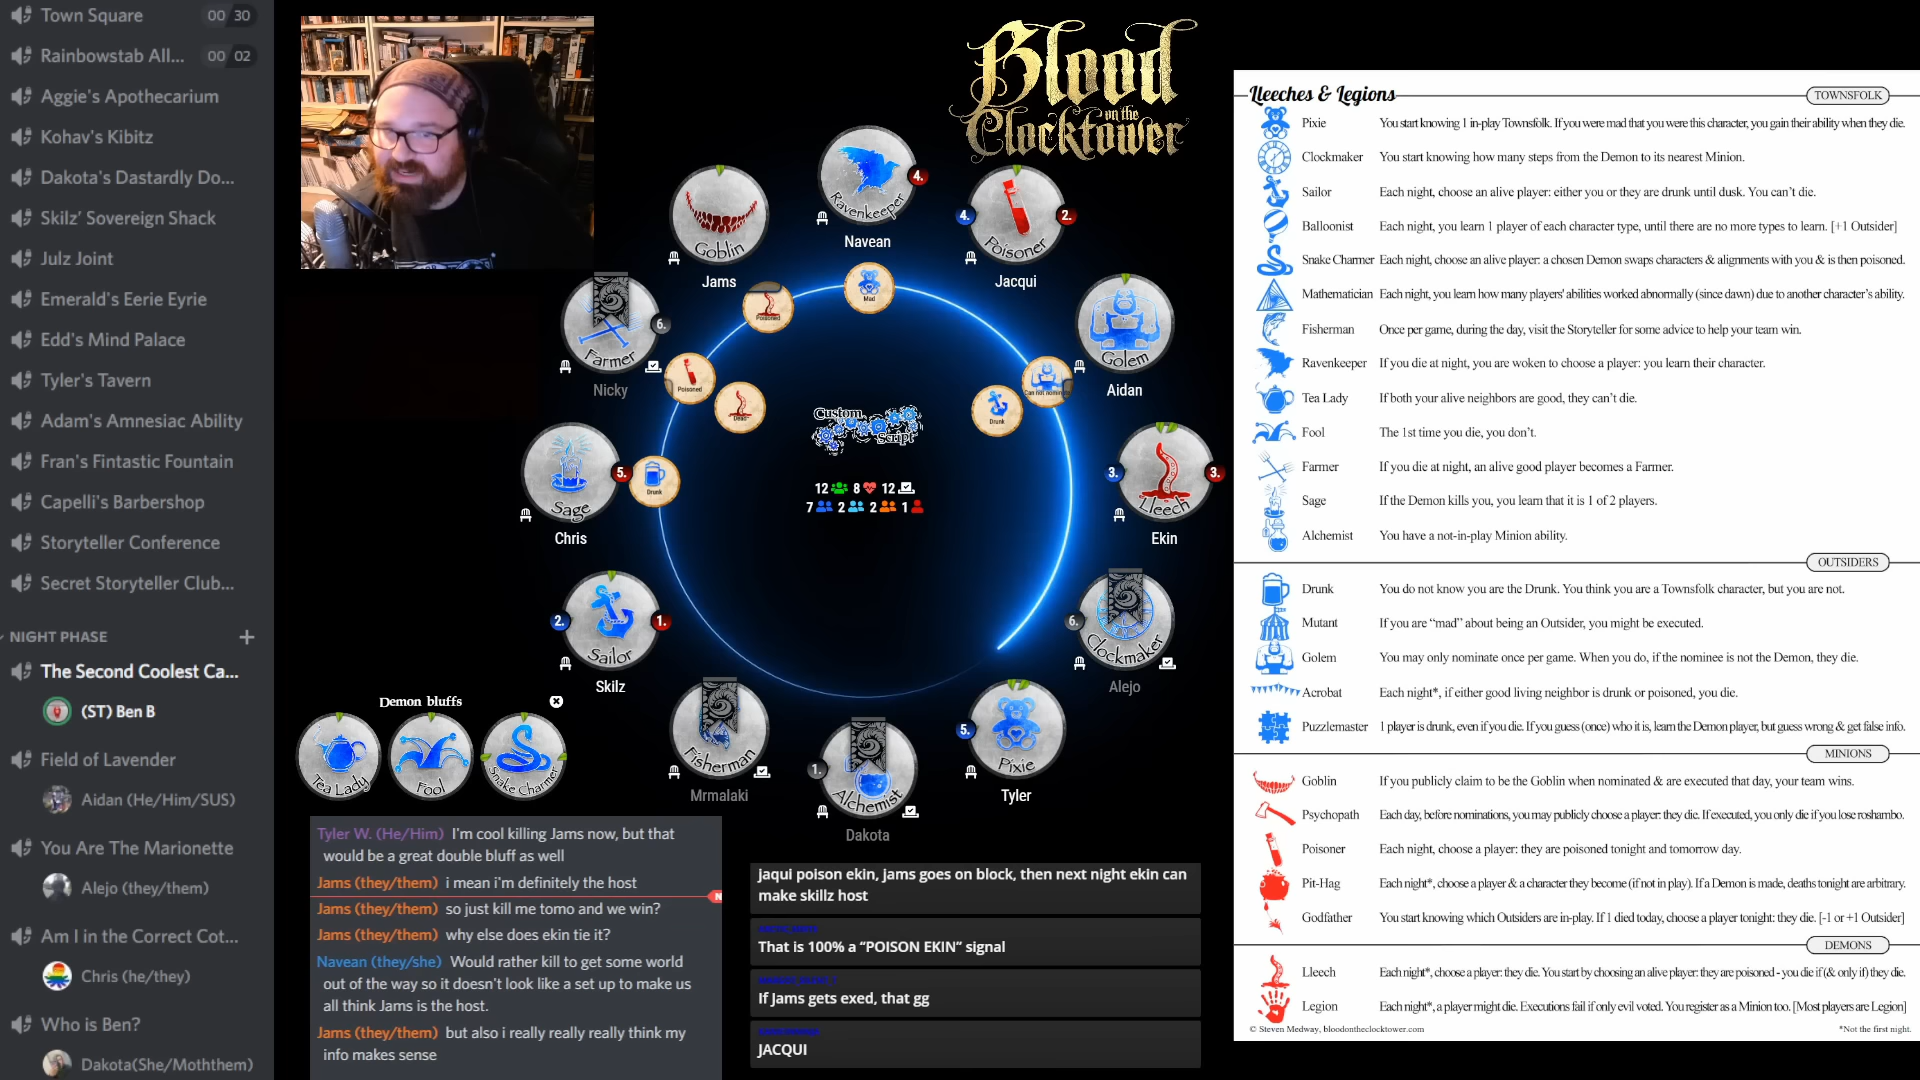 Town Square 00 30
Rainbowstab All... 00 02
Aggie's Apothecarium
Kohav's Kibitz
Dakota's Dastardly Do...
Skilz' Sovereign Shack
Julz Joint
Emerald's Eerie Eyrie
Edd's Mind Palace
Tyler's Tavern
Adam's Amnesiac Ability
Fran's Fintastic Fountain
Capelli's Barbershop
Storyteller Conference
Secret Storyteller Club...
NIGHT PHASE
The Second Coolest Ca...
(ST) Ben B
Field of Lavender
Aidan (He/Him/SUS)
You Are The Marionette
Alejo (they/them)
Am I in the Correct Cot...
Chris (he/they)
Who is Ben?
Dakota(She/Moththem)
Blood
on the
Clocktower
Ravenkeeper
4.
Navean
Goblin
Jams
4.
Poisoner
2.
Jacqui
Farmer
6.
Nicky
Golem
Aidan
Poisoned
Mad
Poisoned
Dead
Drunk
Can not nominate
Custom
Script
Sage
5.
Drunk
Chris
12 8 12
7 2 2 1
3.
Lleech
3.
Ekin
2.
Sailor
1.
Skilz
6.
Clockmaker
Alejo
Fisherman
Mrmalaki
1.
Alchemist
Dakota
5.
Pixie
Tyler
Demon bluffs
Tea Lady
Fool
Snake Charmer
Tyler W. (He/Him) I'm cool killing Jams now, but that
would be a great double bluff as well
Jams (they/them) i mean i'm definitely the host
Jams (they/them) so just kill me tomo and we win?
Jams (they/them) why else does ekin tie it?
Navean (they/she) Would rather kill to get some world
out of the way so it doesn't look like a set up to make us
all think Jams is the host.
Jams (they/them) but also i really really really think my
info makes sense
jaqui poison ekin, jams goes on block, then next night ekin can
make skillz host
That is 100% a “POISON EKIN” signal
If Jams gets exed, that gg
JACQUI
Lleeches & Legions
TOWNSFOLK
Pixie You start knowing 1 in-play Townsfolk. If you were mad that you were this character, you gain their ability when they die.
Clockmaker You start knowing how many steps from the Demon to its nearest Minion.
Sailor Each night, choose an alive player: either you or they are drunk until dusk. You can't die.
Balloonist Each night, you learn 1 player of each character type, until there are no more types to learn. [+1 Outsider]
Snake Charmer Each night, choose an alive player: a chosen Demon swaps characters & alignments with you & is then poisoned.
Mathematician Each night, you learn how many players' abilities worked abnormally (since dawn) due to another character's ability.
Fisherman Once per game, during the day, visit the Storyteller for some advice to help your team win.
Ravenkeeper If you die at night, you are woken to choose a player: you learn their character.
Tea Lady If both your alive neighbors are good, they can't die.
Fool The 1st time you die, you don't.
Farmer If you die at night, an alive good player becomes a Farmer.
Sage If the Demon kills you, you learn that it is 1 of 2 players.
Alchemist You have a not-in-play Minion ability.
OUTSIDERS
Drunk You do not know you are the Drunk. You think you are a Townsfolk character, but you are not.
Mutant If you are “mad” about being an Outsider, you might be executed.
Golem You may only nominate once per game. When you do, if the nominee is not the Demon, they die.
Acrobat Each night*, if either good living neighbor is drunk or poisoned, you die.
Puzzlemaster 1 player is drunk, even if you die. If you guess (once) who it is, learn the Demon player, but guess wrong & get false info.
MINIONS
Goblin If you publicly claim to be the Goblin when nominated & are executed that day, your team wins.
Psychopath Each day, before nominations, you may publicly choose a player: they die. If executed, you only die if you lose roshambo.
Poisoner Each night, choose a player: they are poisoned tonight and tomorrow day.
Pit-Hag Each night*, choose a player & a character they become (if not in play). If a Demon is made, deaths tonight are arbitrary.
Godfather You start knowing which Outsiders are in-play. If 1 died today, choose a player tonight: they die. [-1 or +1 Outsider]
DEMONS
Lleech Each night*, choose a player: they die. You start by choosing an alive player: they are poisoned - you die if (& only if) they die.
Legion Each night*, a player might die. Executions fail if only evil voted. You register as a Minion too. [Most players are Legion]
© Steven Medway, bloodontheclocktower.com *Not the first night.